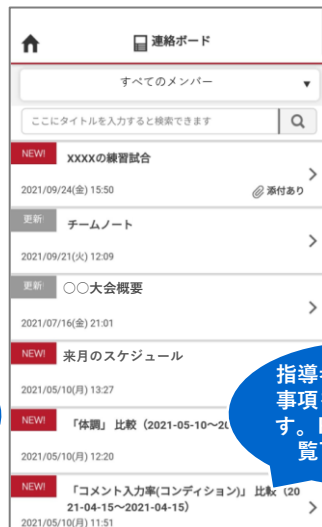 連絡ボード
すべてのメンバー
ここにタイトルを入力すると検索できます
NEW! XXXXの練習試合
2021/09/24(金) 15:50 添付あり
更新 チームノート
2021/09/21(火) 12:09
更新 〇〇大会概要
2021/07/16(金) 21:01
NEW! 来月のスケジュール
2021/05/10(月) 13:27
NEW! 「体調」 比較（2021-05-10〜20
2021/05/10(月) 12:20
NEW! 「コメント入力率(コンディション)」 比較（20
21-04-15〜2021-04-15）
2021/05/10(月) 11:51
指導
事項
す。
覧